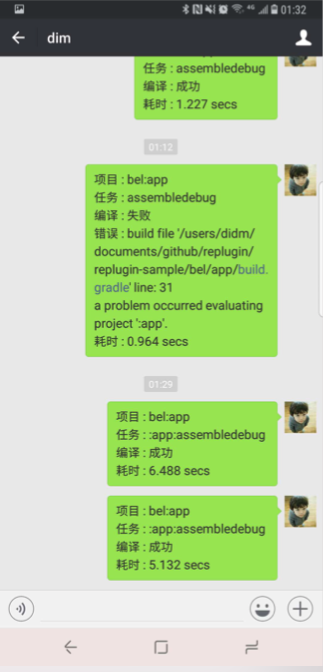 4G 01:32
dim
任务 : assembledebug
编译 : 成功
耗时 : 1.227 secs
01:12
项目 : bel:app
任务 : assembledebug
编译 : 失败
错误 : build file '/users/didm/
documents/github/replugin/
replugin-sample/bel/app/build.
gradle' line: 31
a problem occurred evaluating
project ':app'.
耗时 : 0.964 secs
01:29
项目 : bel:app
任务 : :app:assembledebug
编译 : 成功
耗时 : 6.488 secs
项目 : bel:app
任务 : :app:assembledebug
编译 : 成功
耗时 : 5.132 secs